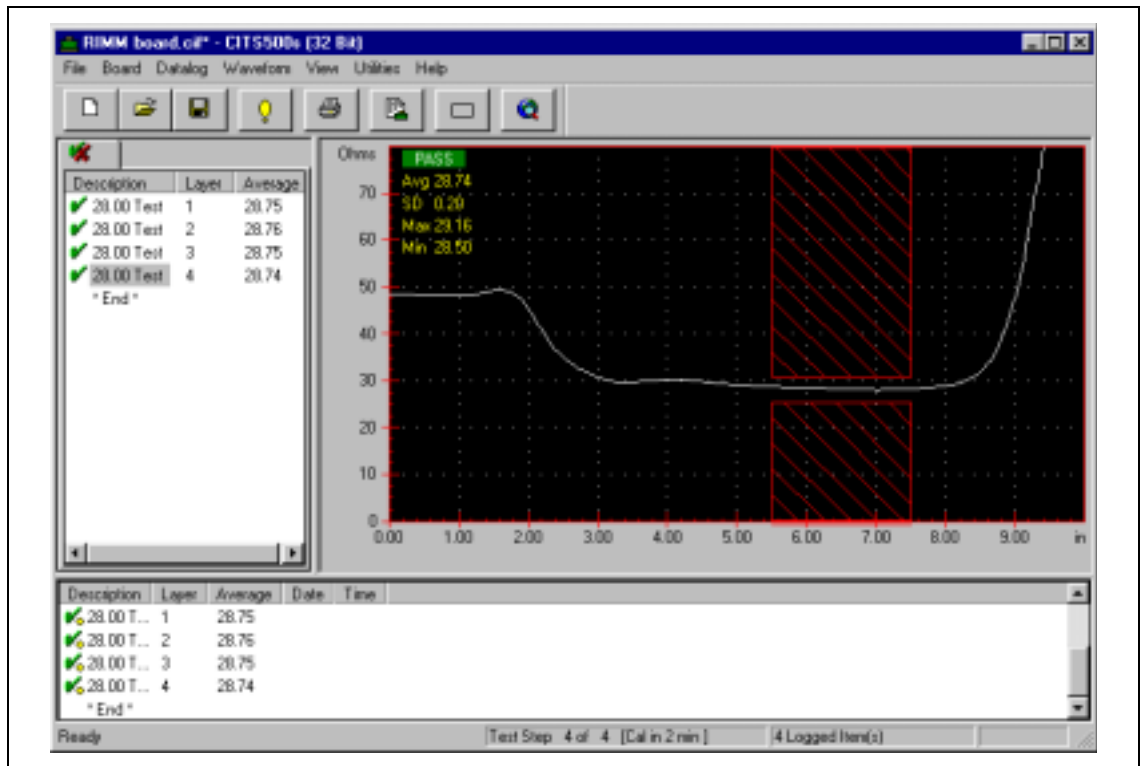 RIMM board.cif* - CITS500s (32 Bit)
File Board Datalog Waveform View Utilities Help
Description Layer Average
28.00 Test 1 28.75
28.00 Test 2 28.76
28.00 Test 3 28.75
28.00 Test 4 28.74
* End *
Ohms
PASS
Avg 28.74
SD 0.28
Max 29.16
Min 28.50
70
60
50
40
30
20
10
0
0.00 1.00 2.00 3.00 4.00 5.00 6.00 7.00 8.00 9.00 in
Description Layer Average Date Time
28.00 T... 1 28.75
28.00 T... 2 28.76
28.00 T... 3 28.75
28.00 T... 4 28.74
* End *
Ready Test Step 4 of 4 [Cal in 2 min ] 4 Logged Item(s)